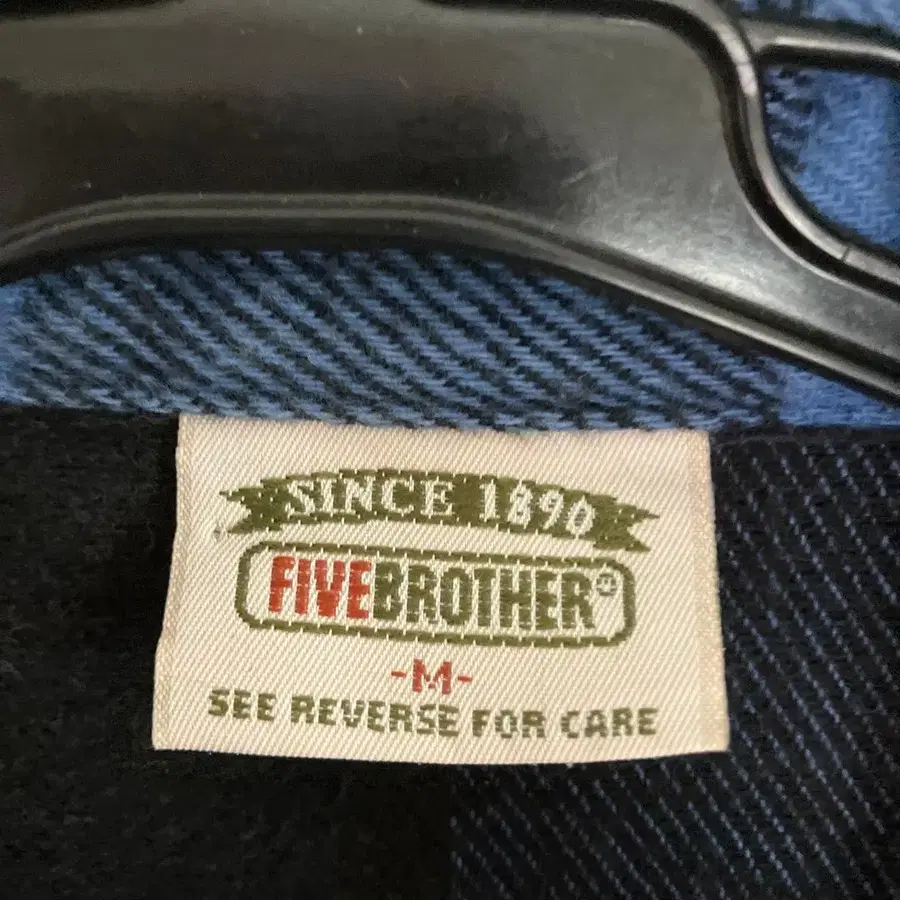 SINCE 1890
FIVEBROTHER®
-M-
SEE REVERSE FOR CARE